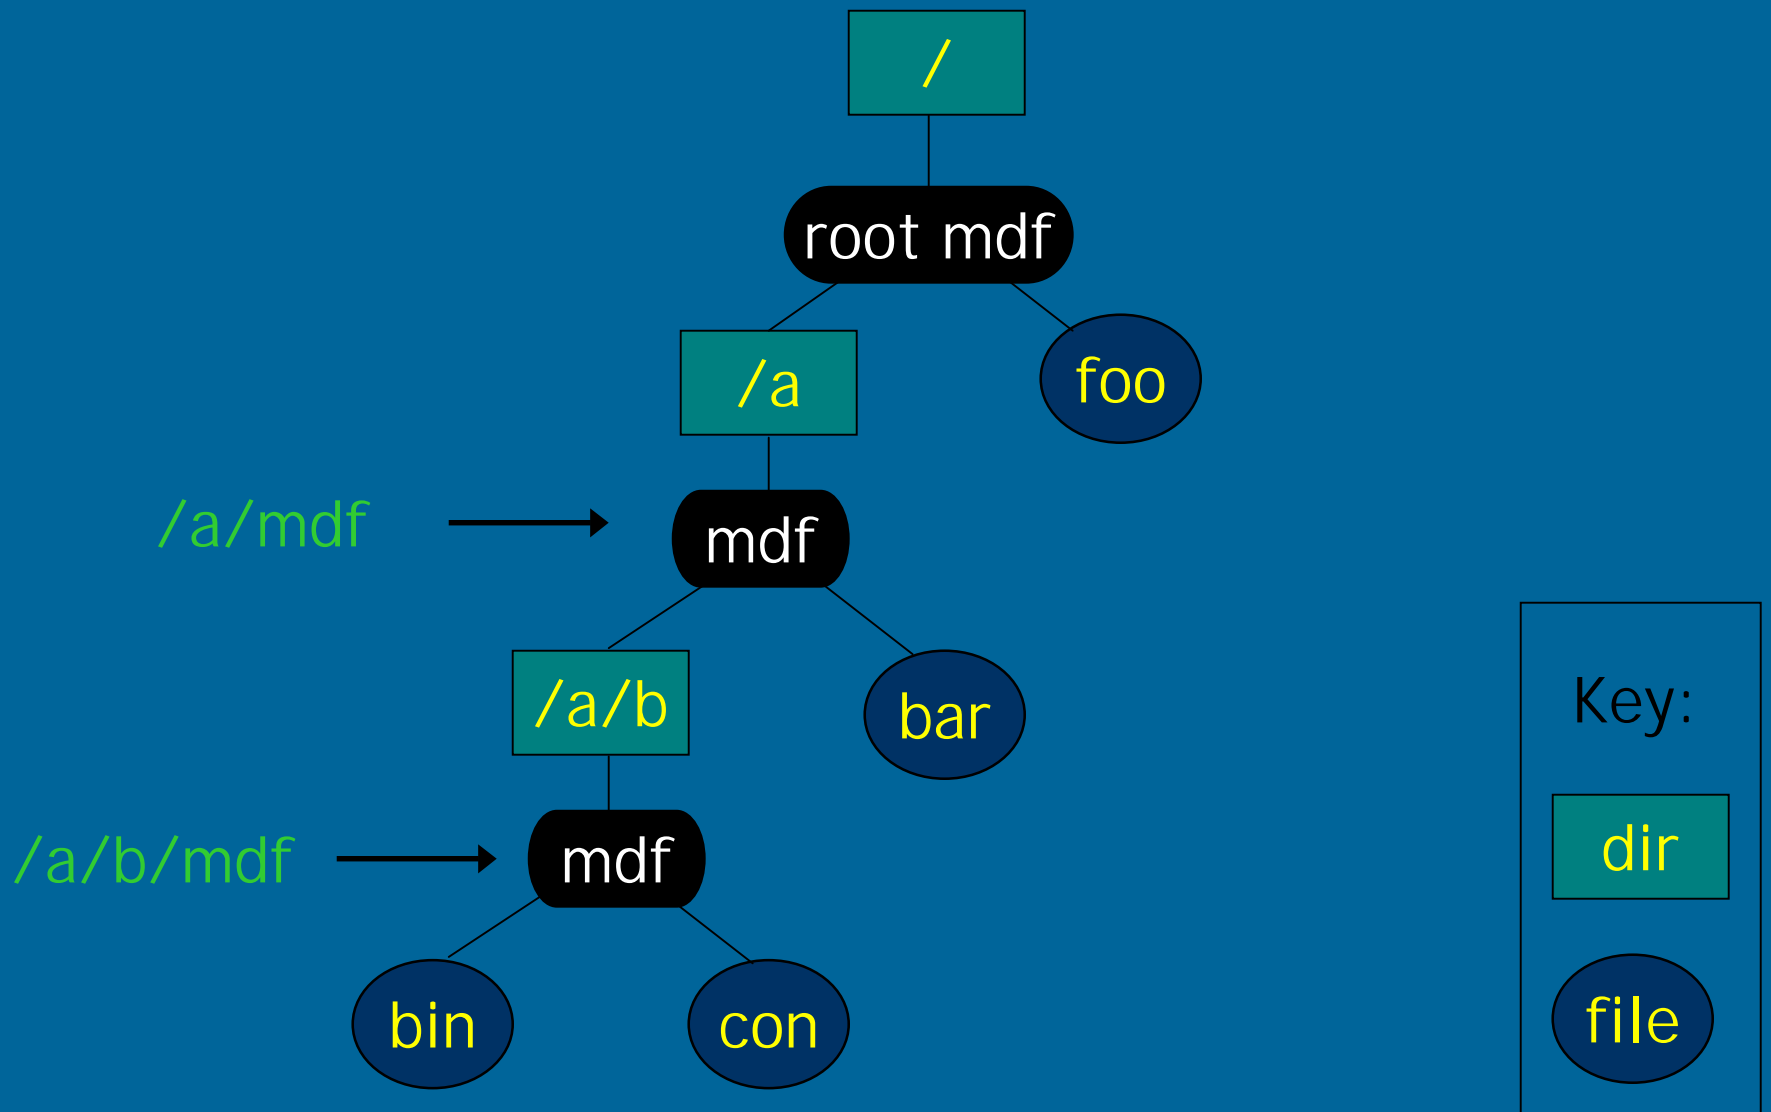 /
root mdf
/a
foo
/a/mdf
mdf
/a/b
bar
Key:
dir
/a/b/mdf
mdf
bin
con
file